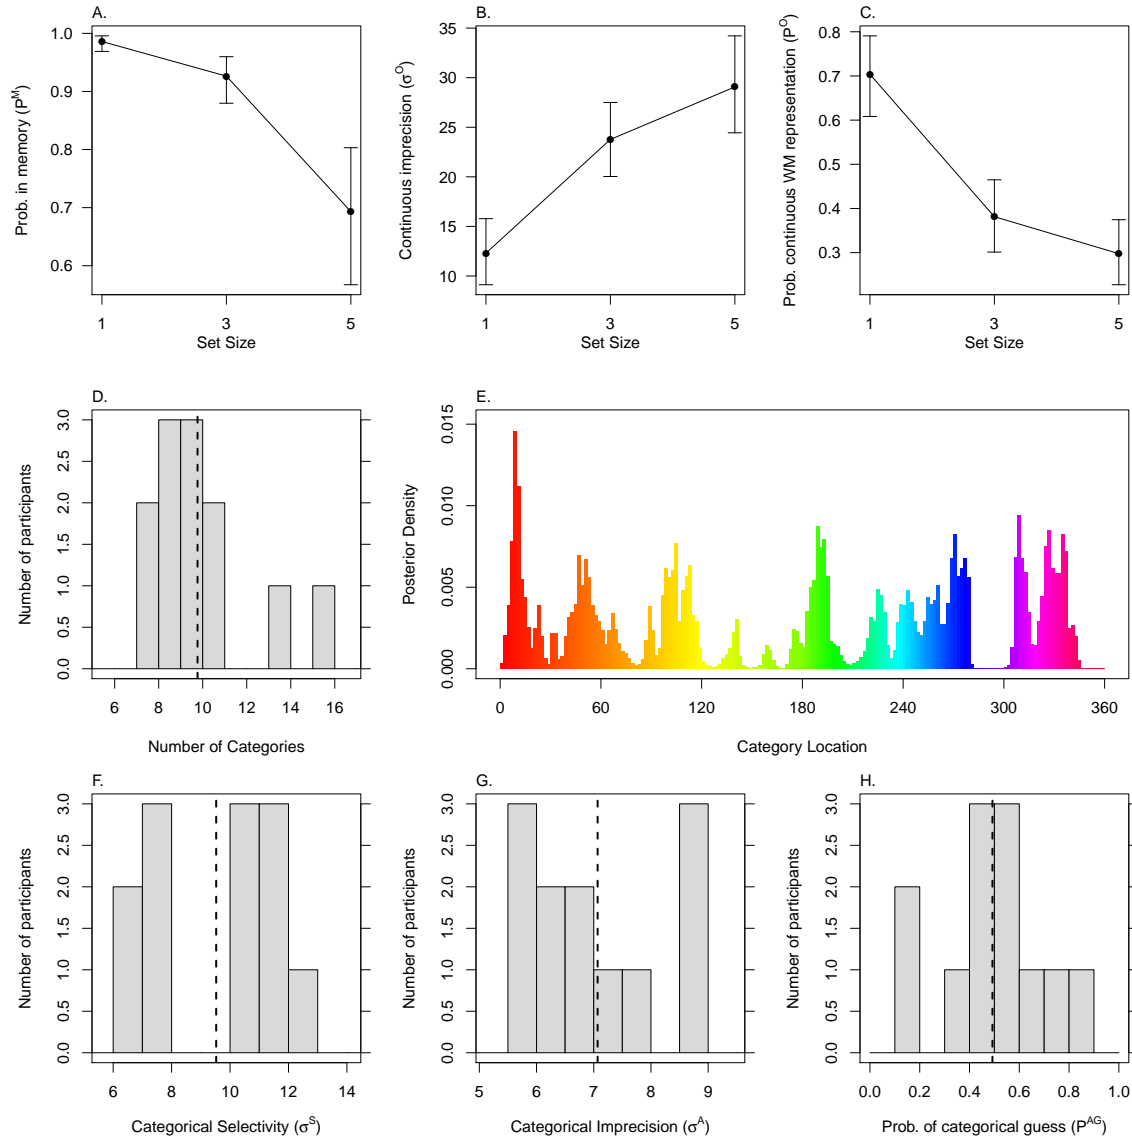 A.
Prob. in memory (P^M)
1.0
0.9
0.8
0.7
0.6
1 3 5
Set Size
B.
Continuous imprecision (σ^O)
35
30
25
20
15
10
1 3 5
Set Size
C.
Prob. continuous WM representation (P^O)
0.8
0.7
0.6
0.5
0.4
0.3
1 3 5
Set Size
D.
Number of participants
3.0
2.5
2.0
1.5
1.0
0.5
0.0
6 8 10 12 14 16
Number of Categories
E.
Posterior Density
0.015
0.010
0.005
0.000
0 60 120 180 240 300 360
Category Location
F.
Number of participants
3.0
2.5
2.0
1.5
1.0
0.5
0.0
6 8 10 12 14
Categorical Selectivity (σ^S)
G.
Number of participants
3.0
2.5
2.0
1.5
1.0
0.5
0.0
5 6 7 8 9
Categorical Imprecision (σ^A)
H.
Number of participants
3.0
2.5
2.0
1.5
1.0
0.5
0.0
0.0 0.2 0.4 0.6 0.8 1.0
Prob. of categorical guess (P^AG)